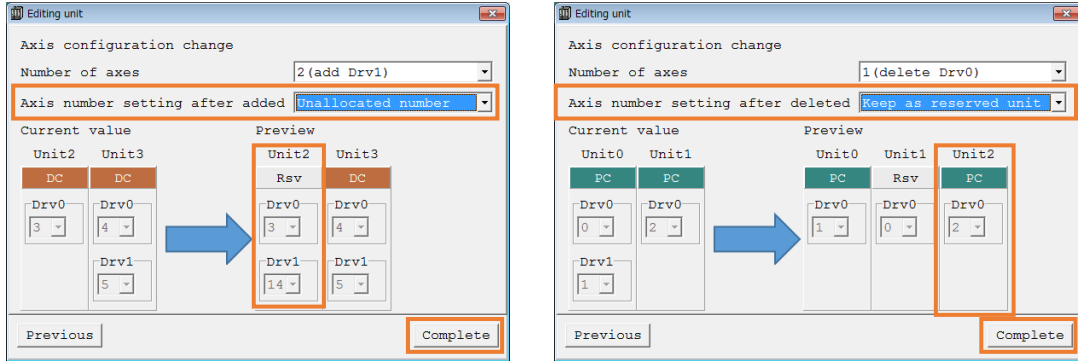 Editing unit
Axis configuration change
Number of axes 2(add Drv1)
Axis number setting after added Unallocated number
Current value Preview
Unit2 Unit3 Unit2 Unit3
DC DC Rsv DC
Drv0 Drv0 Drv0 Drv0
3 4 3 4
Drv1 Drv1 Drv1
5 14 5
Previous Complete
Editing unit
Axis configuration change
Number of axes 1(delete Drv0)
Axis number setting after deleted Keep as reserved unit
Current value Preview
Unit0 Unit1 Unit0 Unit1 Unit2
PC PC PC Rsv PC
Drv0 Drv0 Drv0 Drv0 Drv0
0 2 1 0 2
Drv1
1
Previous Complete